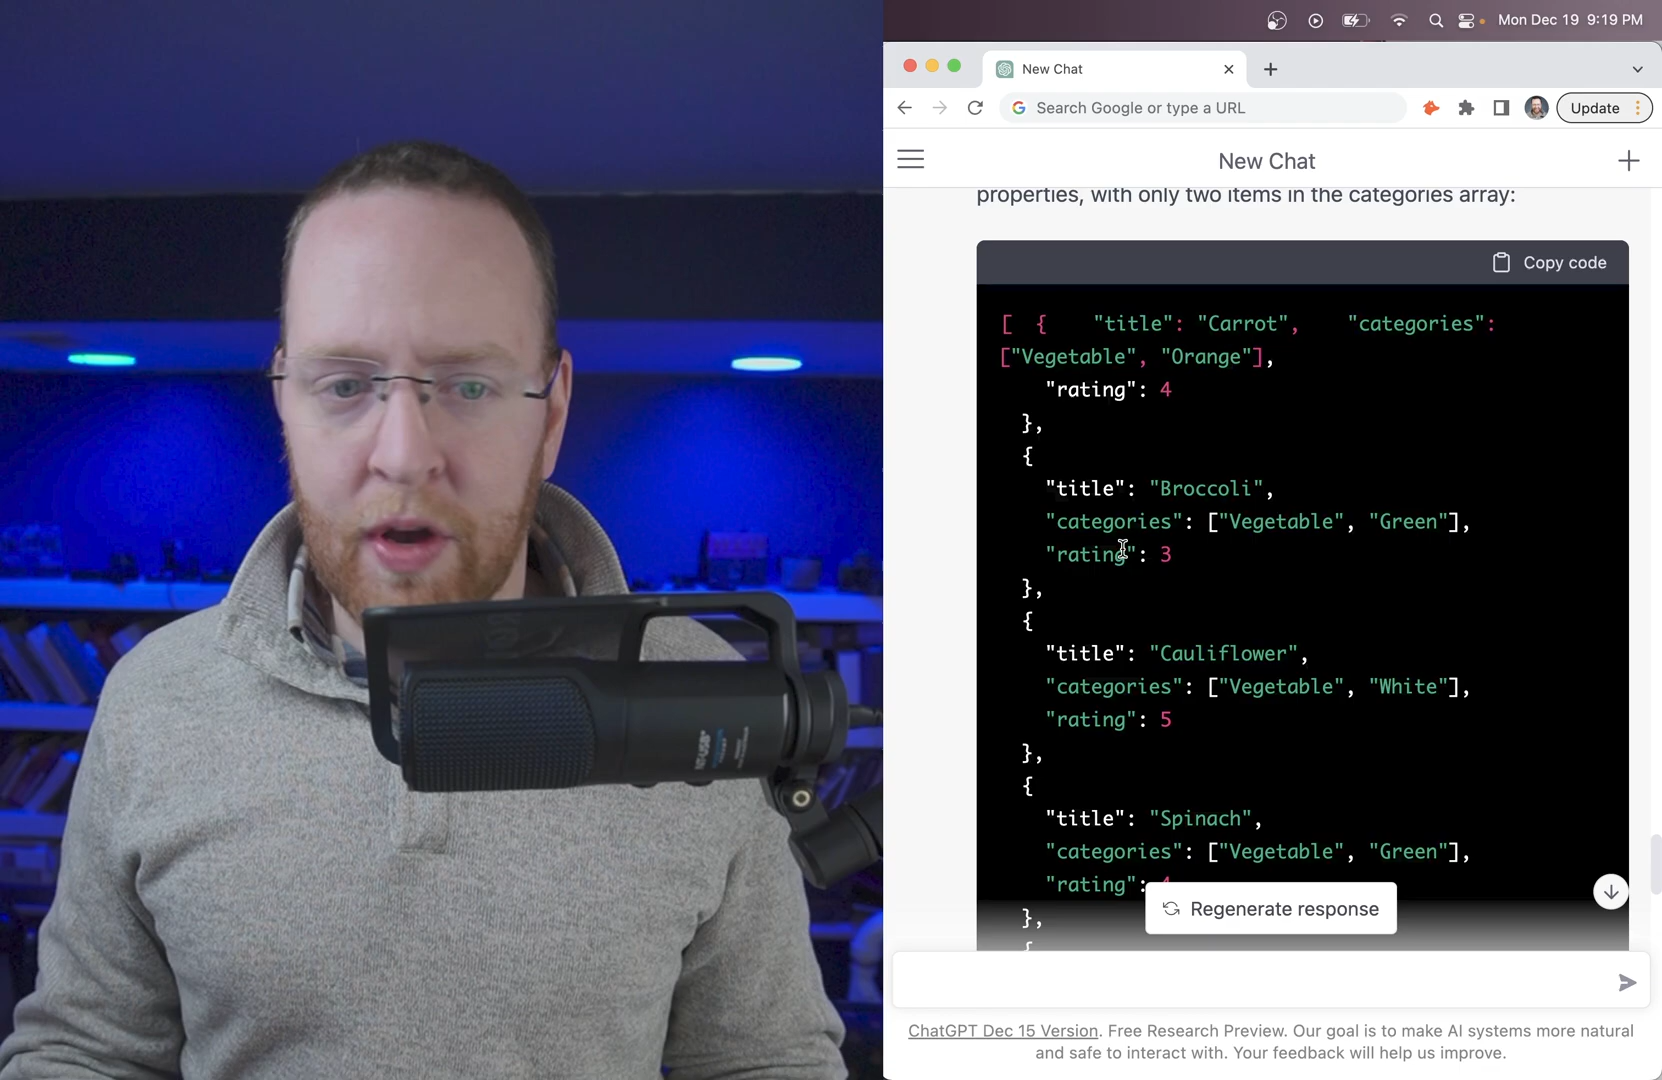 Mon Dec 19 9:19 PM
New Chat
Search Google or type a URL
Update
New Chat
properties, with only two items in the categories array:
Copy code
[ { "title": "Carrot", "categories":
["Vegetable", "Orange"],
"rating": 4
},
{
"title": "Broccoli",
"categories": ["Vegetable", "Green"],
"rating": 3
},
{
"title": "Cauliflower",
"categories": ["Vegetable", "White"],
"rating": 5
},
{
"title": "Spinach",
"categories": ["Vegetable", "Green"],
"rating":
},
{
Regenerate response
ChatGPT Dec 15 Version. Free Research Preview. Our goal is to make AI systems more natural
and safe to interact with. Your feedback will help us improve.